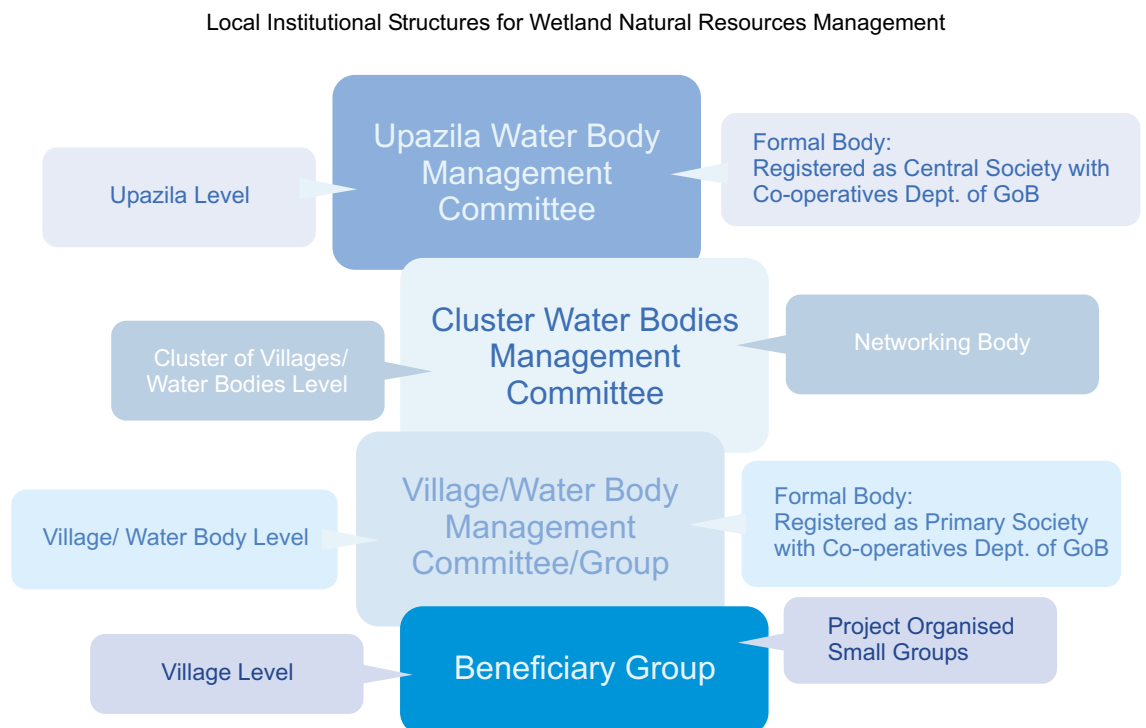 Local Institutional Structures for Wetland Natural Resources Management
Upazila Level
Upazila Water Body
Management
Committee
Formal Body:
Registered as Central Society with
Co-operatives Dept. of GoB
Cluster of Villages/
Water Bodies Level
Cluster Water Bodies
Management
Committee
Networking Body
Village/ Water Body Level
Village/Water Body
Management
Committee/Group
Formal Body:
Registered as Primary Society
with Co-operatives Dept. of GoB
Village Level
Beneficiary Group
Project Organised
Small Groups